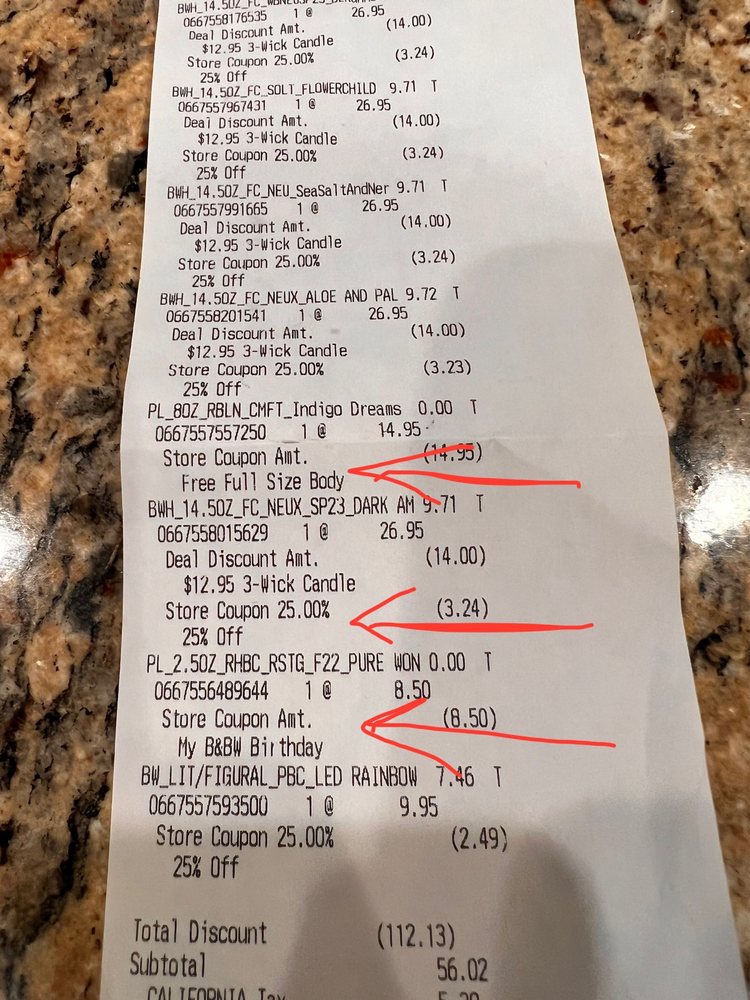 BWH_14.5OZ_FC_WBNEUSP23_
0667558176535 1 @ 26.95
Deal Discount Amt. (14.00)
$12.95 3-Wick Candle
Store Coupon 25.00% (3.24)
25% Off
BWH_14.5OZ_FC_SOLT_FLOWERCHILD 9.71 T
0667557967431 1 @ 26.95
Deal Discount Amt. (14.00)
$12.95 3-Wick Candle
Store Coupon 25.00% (3.24)
25% Off
BWH_14.5OZ_FC_NEU_SeaSaltAndNer 9.71 T
0667557991665 1 @ 26.95
Deal Discount Amt. (14.00)
$12.95 3-Wick Candle
Store Coupon 25.00% (3.24)
25% Off
BWH_14.5OZ_FC_NEUX_ALOE AND PAL 9.72 T
0667558201541 1 @ 26.95
Deal Discount Amt. (14.00)
$12.95 3-Wick Candle
Store Coupon 25.00% (3.23)
25% Off
PL_8OZ_RBLN_CMFT_Indigo Dreams 0.00 T
0667557557250 1 @ 14.95
Store Coupon Amt. (14.95)
Free Full Size Body
BWH_14.5OZ_FC_NEUX_SP23_DARK AM 9.71 T
0667558015629 1 @ 26.95
Deal Discount Amt. (14.00)
$12.95 3-Wick Candle
Store Coupon 25.00% (3.24)
25% Off
PL_2.5OZ_RHBC_RSTG_F22_PURE WON 0.00 T
0667556489644 1 @ 8.50
Store Coupon Amt. (8.50)
My B&BW Birthday
BW_LIT/FIGURAL_PBC_LED RAINBOW 7.46 T
0667557593500 1 @ 9.95
Store Coupon 25.00% (2.49)
25% Off
Total Discount (112.13)
Subtotal 56.02
CALIFORNIA Tax